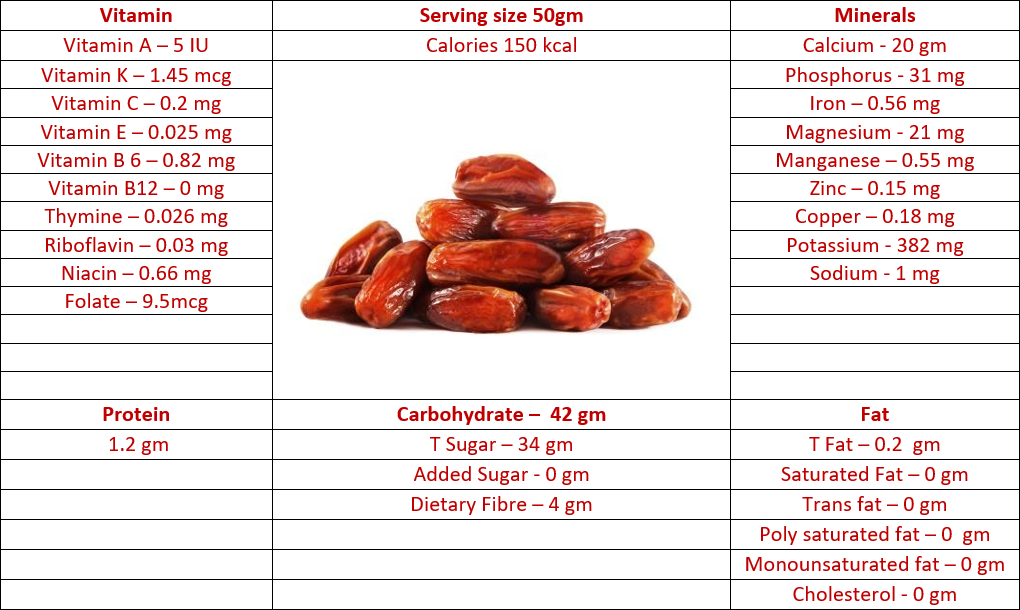 Vitamin
Serving size 50gm
Minerals
Vitamin A – 5 IU
Calories 150 kcal
Calcium - 20 gm
Vitamin K – 1.45 mcg
Phosphorus - 31 mg
Vitamin C – 0.2 mg
Iron – 0.56 mg
Vitamin E – 0.025 mg
Magnesium - 21 mg
Vitamin B 6 – 0.82 mg
Manganese – 0.55 mg
Vitamin B12 – 0 mg
Zinc – 0.15 mg
Thymine – 0.026 mg
Copper – 0.18 mg
Riboflavin – 0.03 mg
Potassium - 382 mg
Niacin – 0.66 mg
Sodium - 1 mg
Folate – 9.5mcg
Protein
Carbohydrate –  42 gm
Fat
1.2 gm
T Sugar – 34 gm
T Fat – 0.2  gm
Added Sugar - 0 gm
Saturated Fat – 0 gm
Dietary Fibre – 4 gm
Trans fat – 0 gm
Poly saturated fat – 0  gm
Monounsaturated fat – 0 gm
Cholesterol - 0 gm